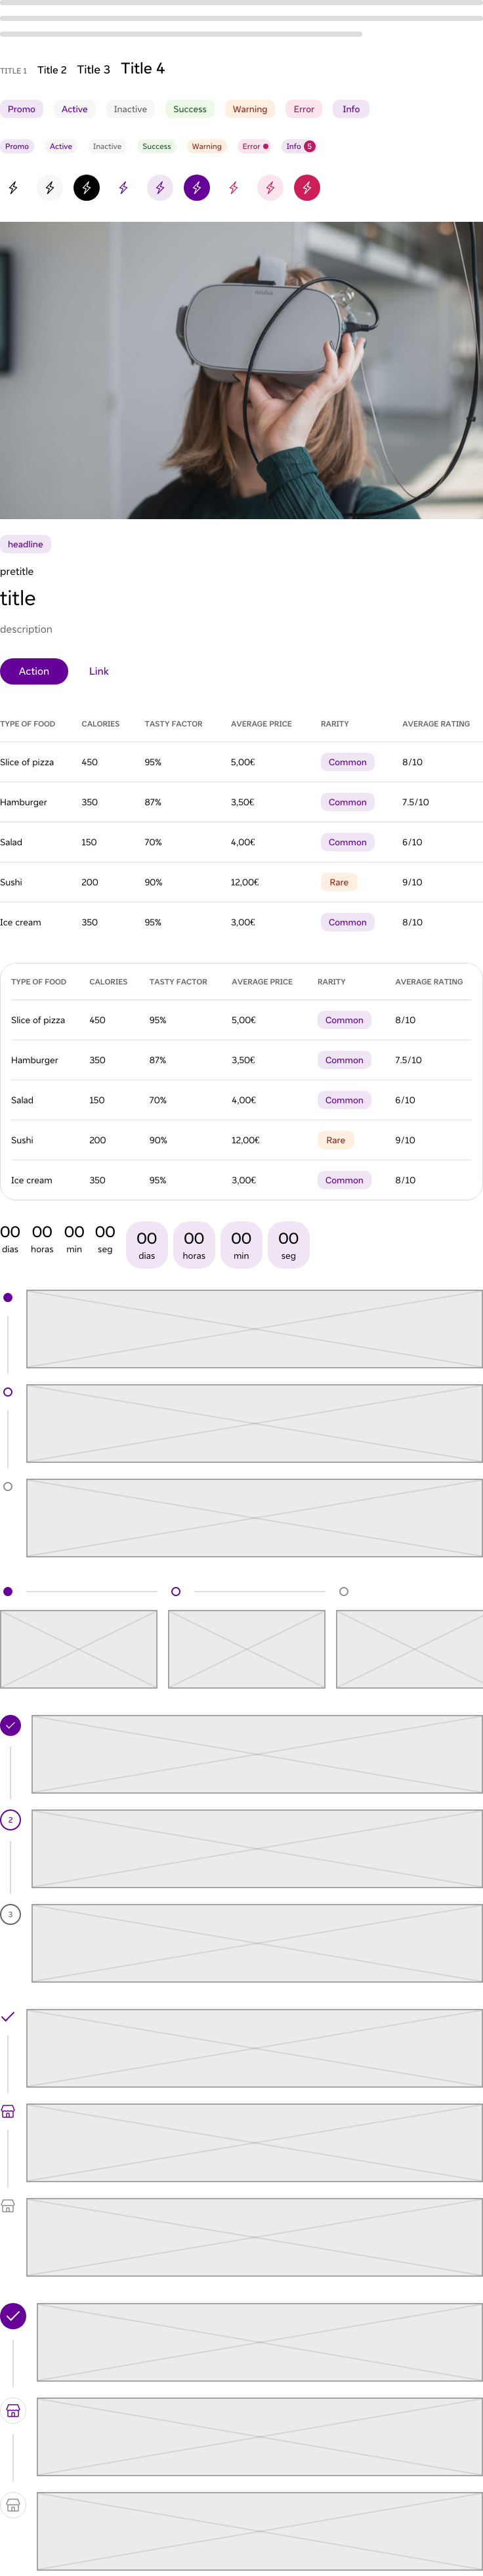 TITLE 1 Title 2 Title 3 Title 4
Promo Active Inactive Success Warning Error Info
Promo Active Inactive Success Warning Error Info 5
oculus
headline
pretitle
title
description
Action Link
TYPE OF FOOD CALORIES TASTY FACTOR AVERAGE PRICE RARITY AVERAGE RATING
Slice of pizza 450 95% 5,00€ Common 8/10
Hamburger 350 87% 3,50€ Common 7.5/10
Salad 150 70% 4,00€ Common 6/10
Sushi 200 90% 12,00€ Rare 9/10
Ice cream 350 95% 3,00€ Common 8/10
TYPE OF FOOD CALORIES TASTY FACTOR AVERAGE PRICE RARITY AVERAGE RATING
Slice of pizza 450 95% 5,00€ Common 8/10
Hamburger 350 87% 3,50€ Common 7.5/10
Salad 150 70% 4,00€ Common 6/10
Sushi 200 90% 12,00€ Rare 9/10
Ice cream 350 95% 3,00€ Common 8/10
00 00 00 00 00 00 00 00
dias horas min seg dias horas min seg
2
3